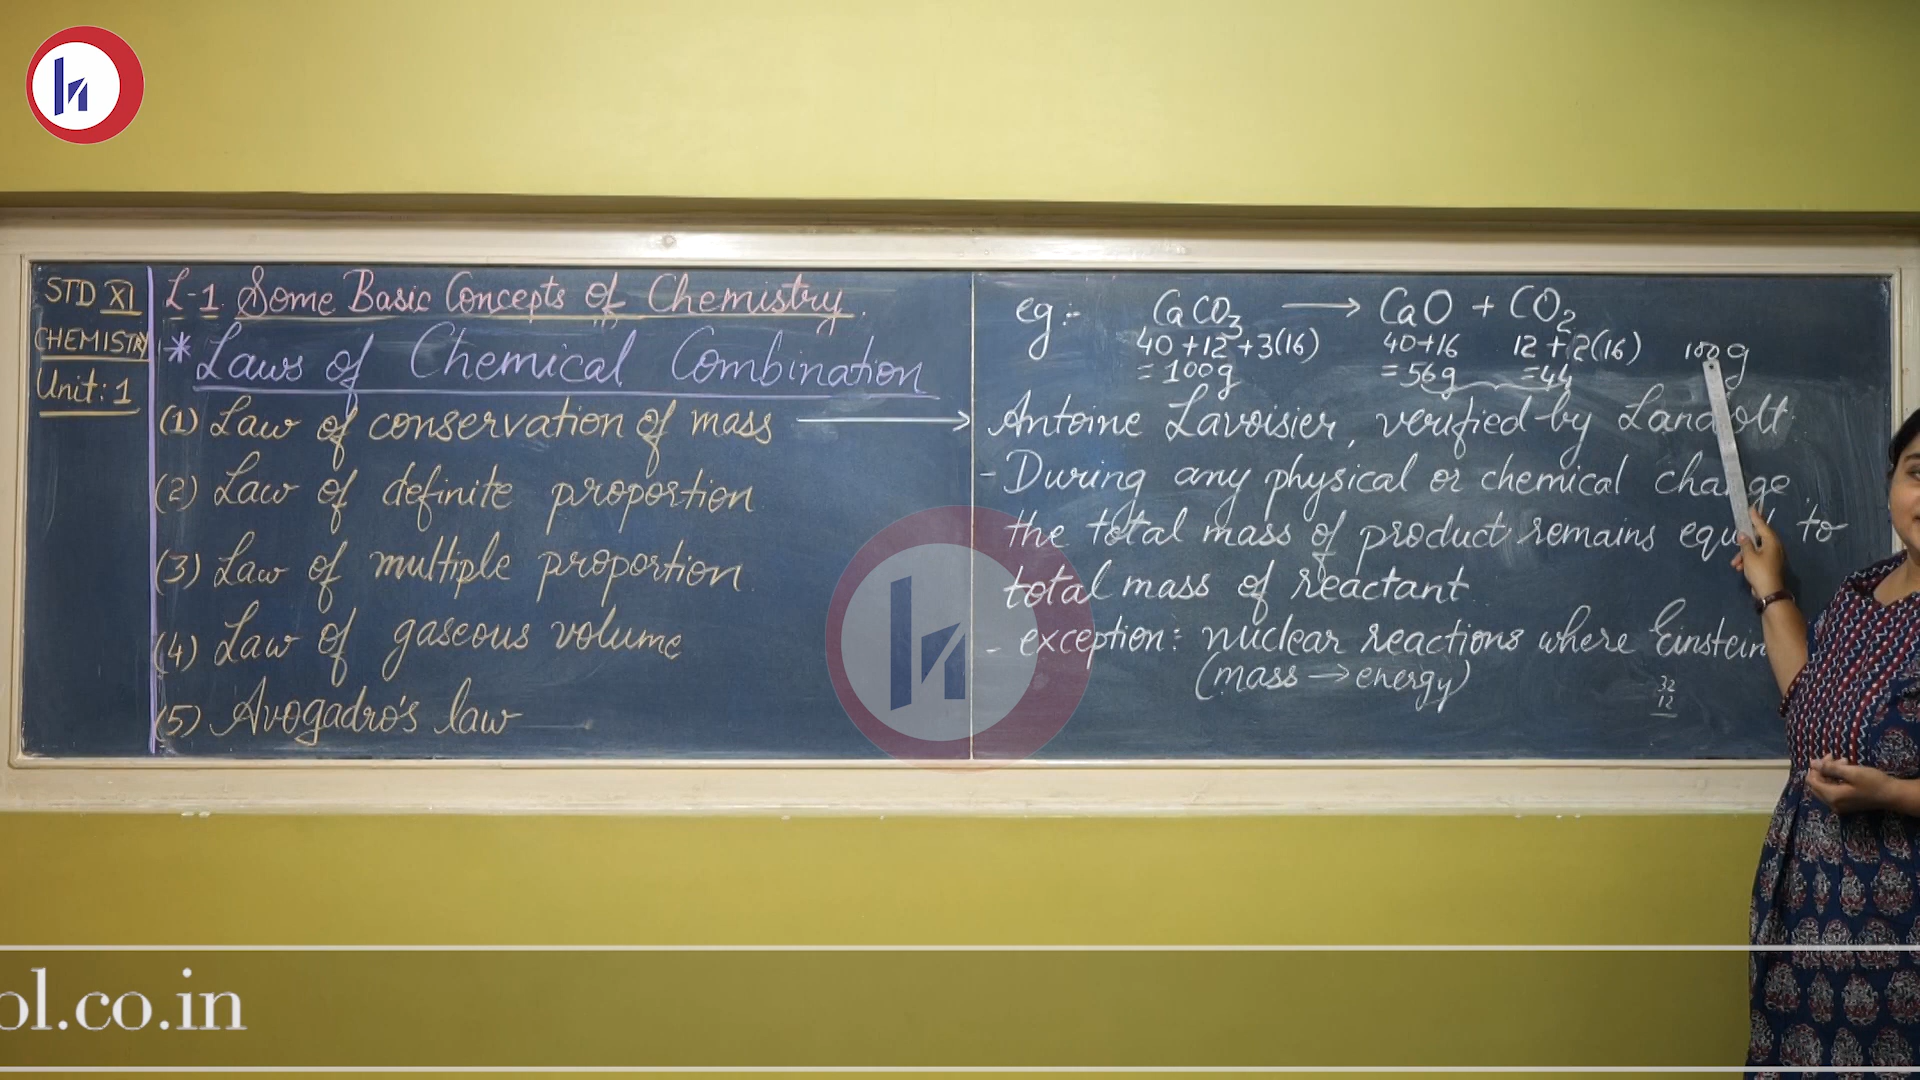 STD XI
CHEMISTRY
Unit: 1
L-1 Some Basic Concepts of Chemistry.
* Laws of Chemical Combination
(1) Law of conservation of mass ⟶
(2) Law of definite proportion
(3) Law of multiple proportion
(4) Law of gaseous volume
(5) Avogadro's law
eg:- CaCO3 ⟶ CaO + CO2
40+12+3(16) 40+16 12+2(16) 100g
= 100g =56g =44
Antoine Lavoisier, verified by Landolt.
- During any physical or chemical change
the total mass of product remains to
total mass of reactant
- exception: nuclear reactions where Einstein
(mass → energy)
32
12
ol.co.in